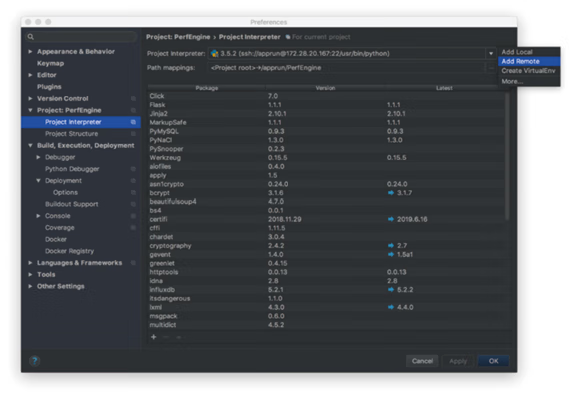 Preferences
Project: PerfEngine > Project Interpreter For current project
Project Interpreter: 3.5.2 (ssh://apprun@172.28.20.167:22/usr/bin/python)
Add Local
Add Remote
Create VirtualEnv
More...
Path mappings: <Project root>→/apprun/PerfEngine
Appearance & Behavior
Keymap
Editor
Plugins
Version Control
Project: PerfEngine
Project Interpreter
Project Structure
Build, Execution, Deployment
Debugger
Python Debugger
Deployment
Options
Buildout Support
Console
Coverage
Docker
Docker Registry
Languages & Frameworks
Tools
Other Settings
Package Version Latest
Click 7.0
Flask 1.1.1 1.1.1
Jinja2 2.10.1 2.10.1
MarkupSafe 1.1.1 1.1.1
PyMySQL 0.9.3 0.9.3
PyNaCl 1.3.0 1.3.0
PySnooper 0.2.3
Werkzeug 0.15.5 0.15.5
aiofiles 0.4.0
apply 1.5
asn1crypto 0.24.0 0.24.0
bcrypt 3.1.6 3.1.7
beautifulsoup4 4.7.0
bs4 0.0.1
certifi 2018.11.29 2019.6.16
cffi 1.11.5
chardet 3.0.4
cryptography 2.4.2 2.7
gevent 1.4.0 1.5a1
greenlet 0.4.15
httptools 0.0.13 0.0.13
idna 2.8 2.8
influxdb 5.2.1 5.2.2
itsdangerous 1.1.0
lxml 4.3.0 4.4.0
msgpack 0.6.0
multidict 4.5.2
Cancel Apply OK